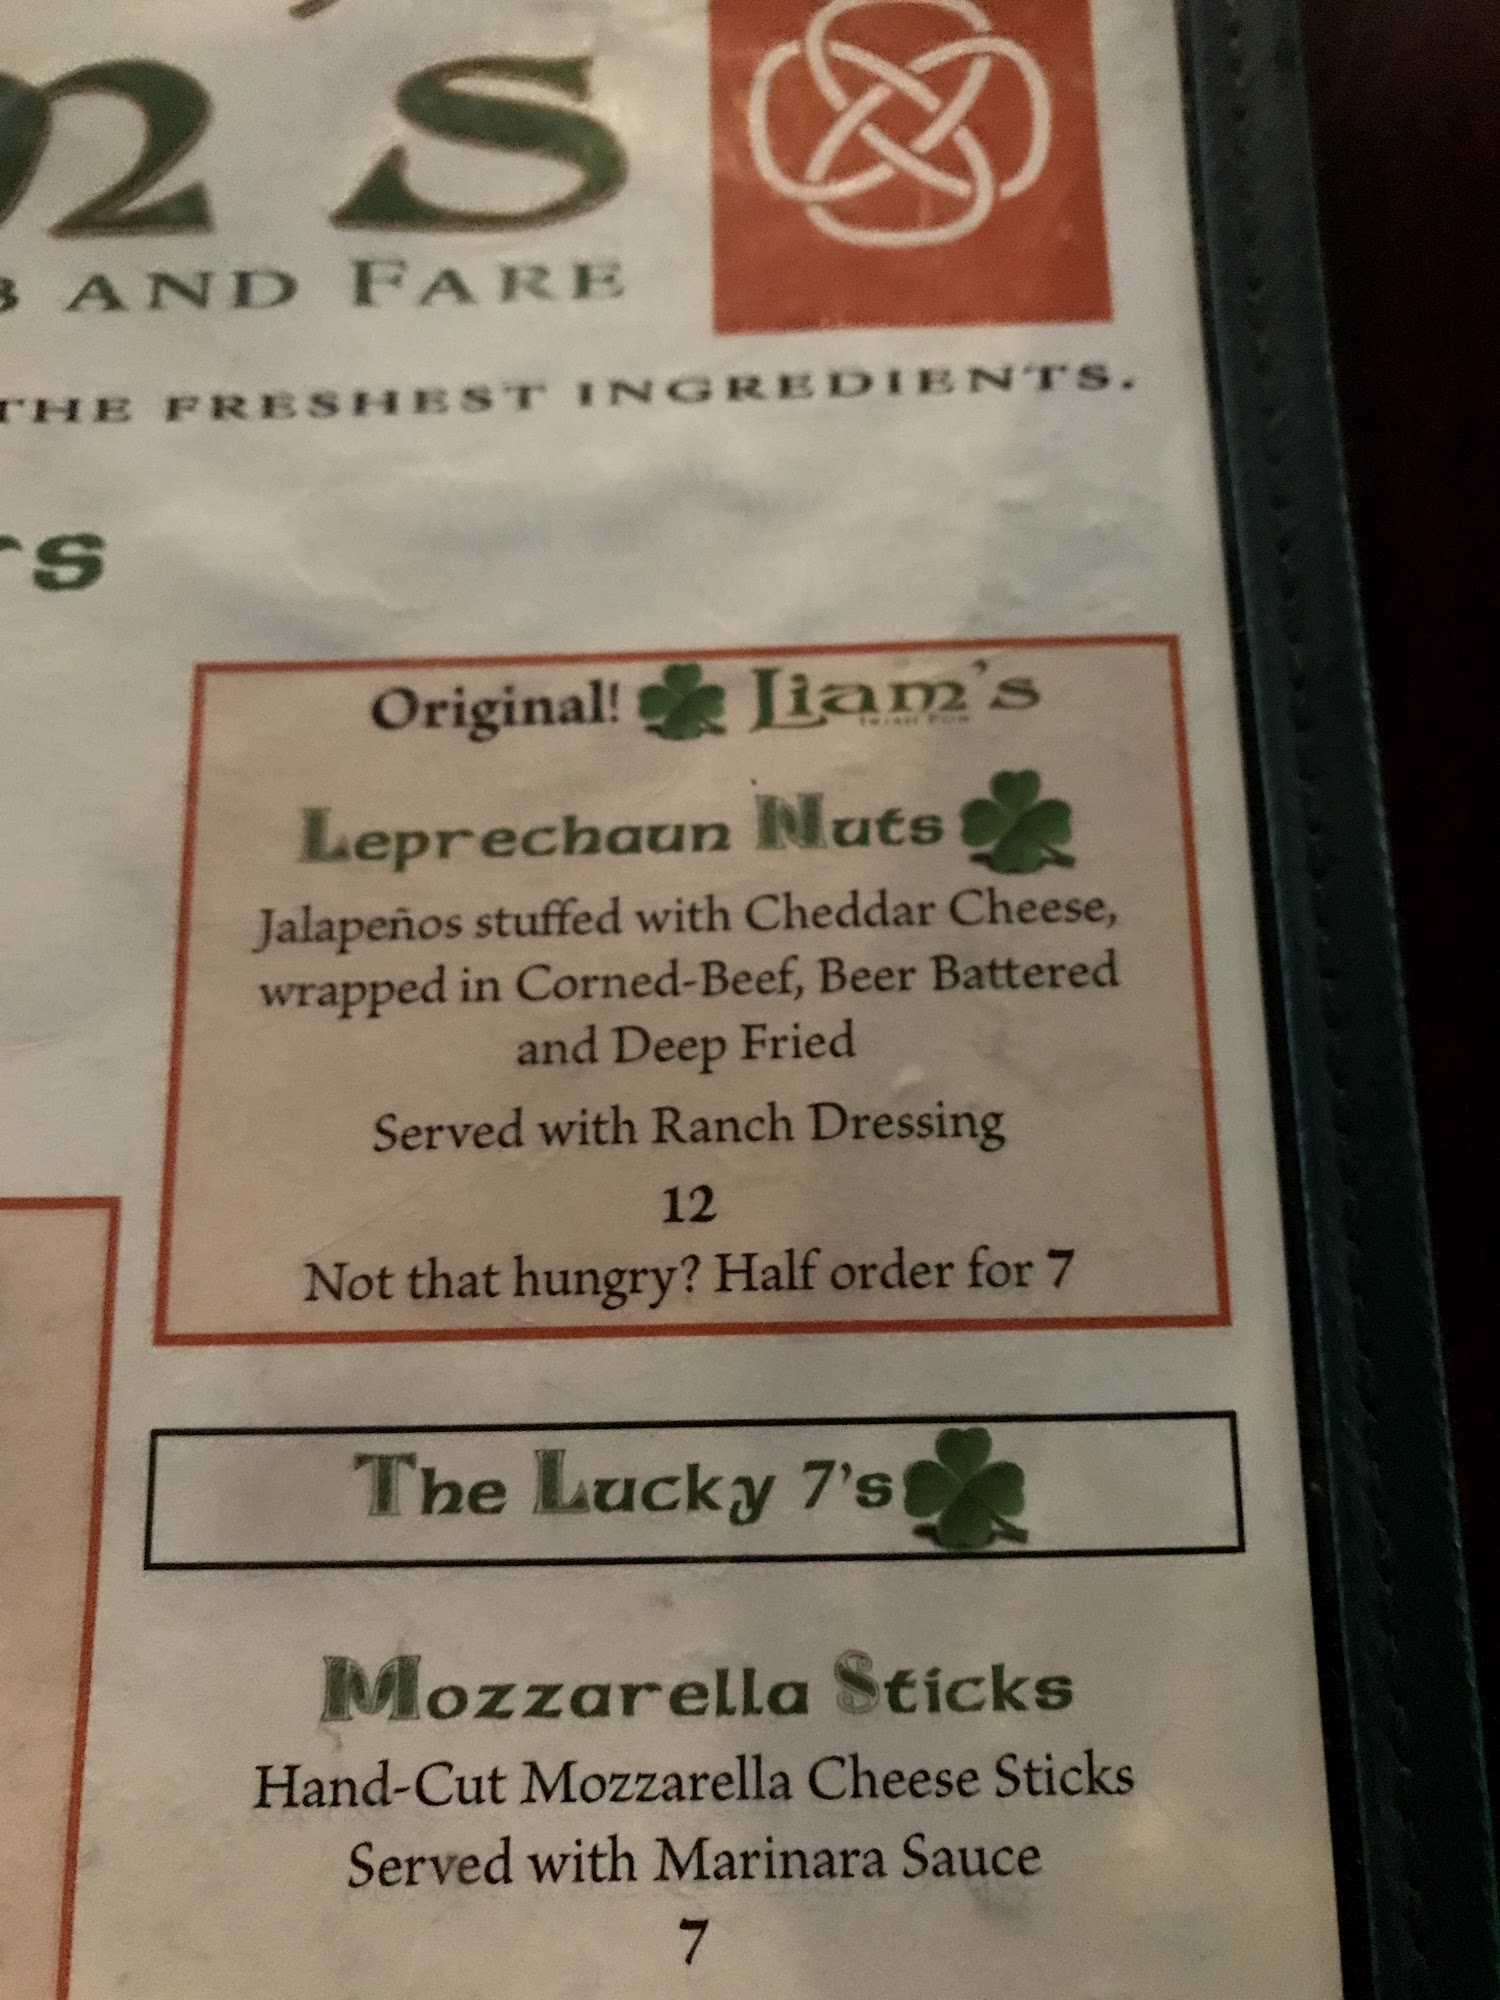 m's
AND FARE
THE FRESHEST INGREDIENTS.
rs
Original! Liam's
IRISH PUB
Leprechaun Nuts
Jalapeños stuffed with Cheddar Cheese,
wrapped in Corned-Beef, Beer Battered
and Deep Fried
Served with Ranch Dressing
12
Not that hungry? Half order for 7
The Lucky 7's
Mozzarella Sticks
Hand-Cut Mozzarella Cheese Sticks
Served with Marinara Sauce
7